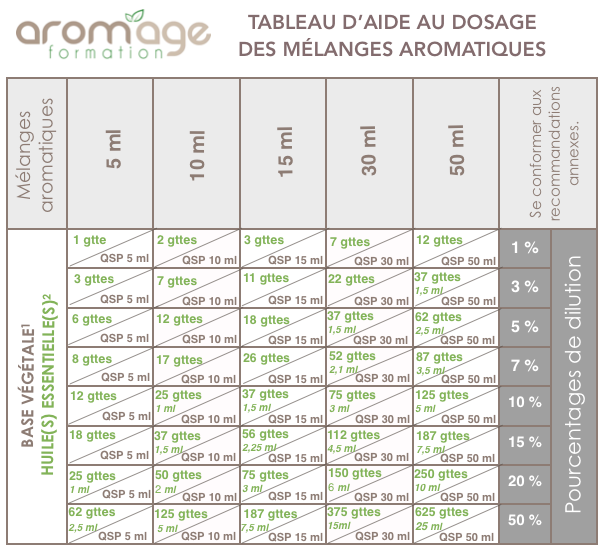 aromage
formation
TABLEAU D'AIDE AU DOSAGE
DES MÉLANGES AROMATIQUES
Mélanges
aromatiques
5 ml
10 ml
15 ml
30 ml
50 ml
Se conformer aux
recommandations
annexes.
BASE VÉGÉTALE¹
HUILE(S) ESSENTIELLE(S)²
1 gtte QSP 5 ml 2 gttes QSP 10 ml 3 gttes QSP 15 ml 7 gttes QSP 30 ml 12 gttes QSP 50 ml 1 %
3 gttes QSP 5 ml 7 gttes QSP 10 ml 11 gttes QSP 15 ml 22 gttes QSP 30 ml 37 gttes 1,5 ml QSP 50 ml 3 %
6 gttes QSP 5 ml 12 gttes QSP 10 ml 18 gttes QSP 15 ml 37 gttes 1,5 ml QSP 30 ml 62 gttes 2,5 ml QSP 50 ml 5 %
8 gttes QSP 5 ml 17 gttes QSP 10 ml 26 gttes QSP 15 ml 52 gttes 2,1 ml QSP 30 ml 87 gttes 3,5 ml QSP 50 ml 7 %
12 gttes QSP 5 ml 25 gttes 1 ml QSP 10 ml 37 gttes 1,5 ml QSP 15 ml 75 gttes 3 ml QSP 30 ml 125 gttes 5 ml QSP 50 ml 10 %
18 gttes QSP 5 ml 37 gttes 1,5 ml QSP 10 ml 56 gttes 2,25 ml QSP 15 ml 112 gttes 4,5 ml QSP 30 ml 187 gttes 7,5 ml QSP 50 ml 15 %
25 gttes 1 ml QSP 5 ml 50 gttes 2 ml QSP 10 ml 75 gttes 3 ml QSP 15 ml 150 gttes 6 ml QSP 30 ml 250 gttes 10 ml QSP 50 ml 20 %
62 gttes 2,5 ml QSP 5 ml 125 gttes 5 ml QSP 10 ml 187 gttes 7,5 ml QSP 15 ml 375 gttes 15ml QSP 30 ml 625 gttes 25 ml QSP 50 ml 50 %
Pourcentages de dilution